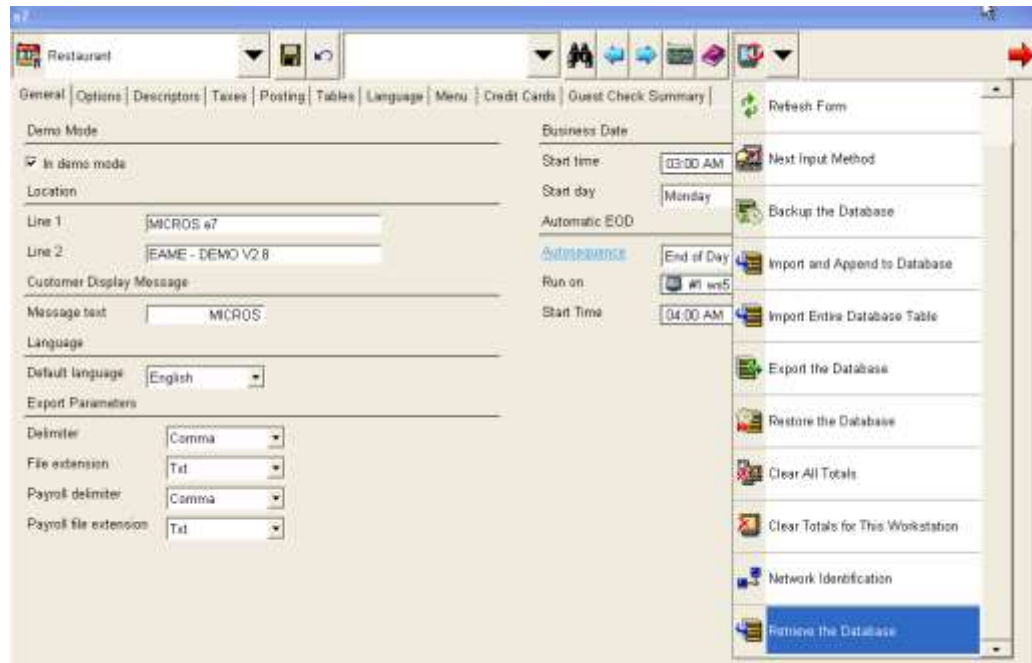 e7
Restaurant
General Options Descriptors Taxes Posting Tables Language Menu Credit Cards Guest Check Summary
Demo Mode
In demo mode
Location
Line 1 MICROS e7
Line 2 EAME - DEMO V2.8
Customer Display Message
Message text MICROS
Language
Default language English
Export Parameters
Delimiter Comma
File extension Txt
Payroll delimiter Comma
Payroll file extension Txt
Business Date
Start time 03:00 AM
Start day Monday
Automatic EOD
Autosequence End of Day
Run on #1 ws5
Start Time 04:00 AM
Refresh Form
Next Input Method
Backup the Database
Import and Append to Database
Import Entire Database Table
Export the Database
Restore the Database
Clear All Totals
Clear Totals for This Workstation
Network Identification
Retrieve the Database